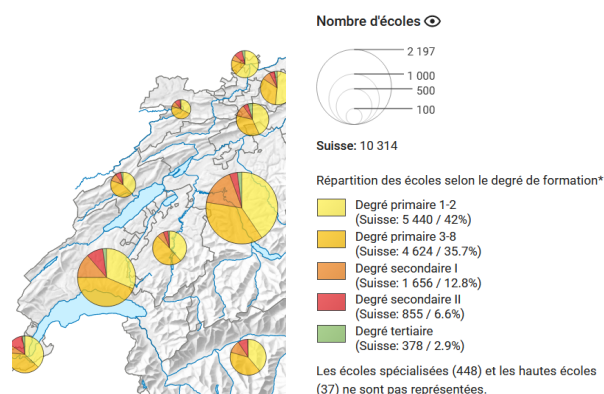 Nombre d'écoles
2 197
1 000
500
100
Suisse: 10 314
Répartition des écoles selon le degré de formation*
Degré primaire 1-2
(Suisse: 5 440 / 42%)
Degré primaire 3-8
(Suisse: 4 624 / 35.7%)
Degré secondaire I
(Suisse: 1 656 / 12.8%)
Degré secondaire II
(Suisse: 855 / 6.6%)
Degré tertiaire
(Suisse: 378 / 2.9%)
Les écoles spécialisées (448) et les hautes écoles
(37) ne sont pas représentées.